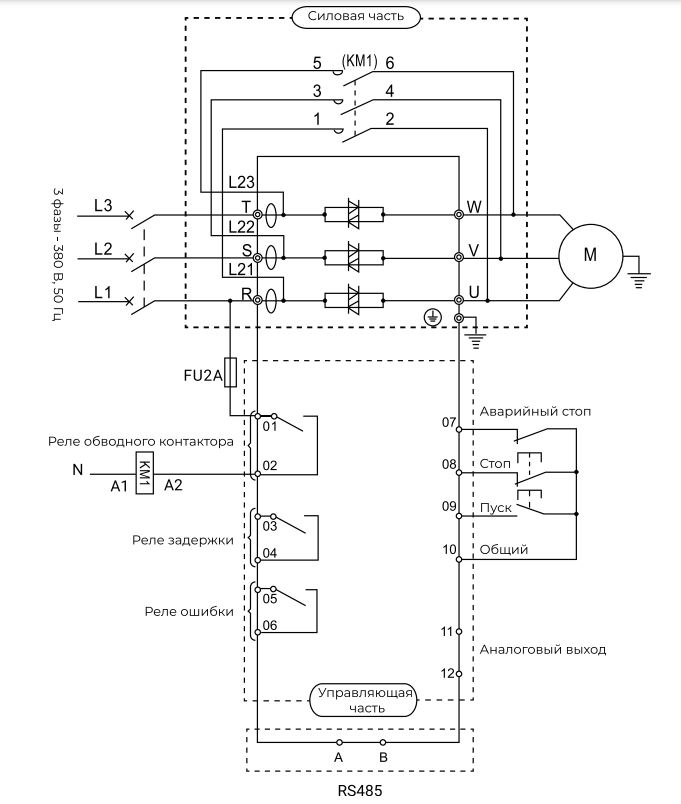 Силовая часть
5 (KM1) 6
3 4
1 2
L23
L3 T W
L22
L2 S V M
L21
L1 R U
3 фазы - 380 В, 50 Гц
FU2A
01
Реле обводного контактора
02
N A1 KM1 A2
03
Реле задержки
04
05
Реле ошибки
06
07 Аварийный стоп
08 Стоп
09 Пуск
10 Общий
11
Аналоговый выход
12
Управляющая
часть
A B
RS485